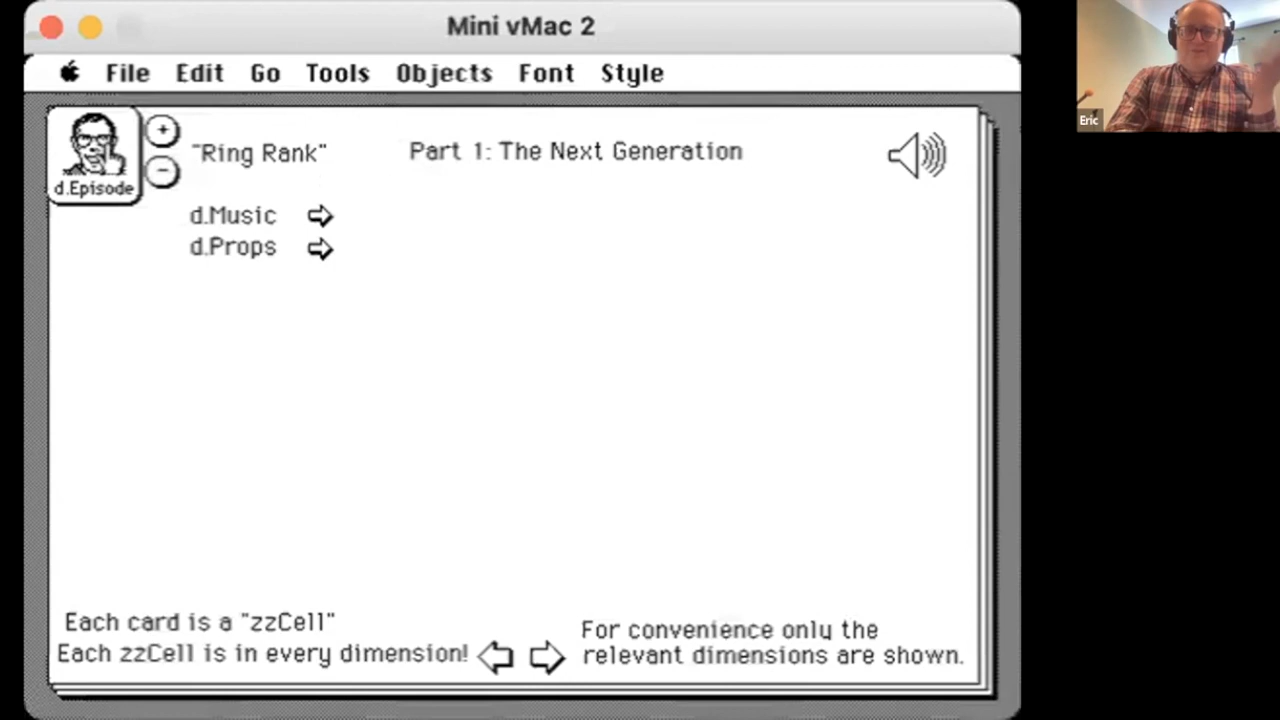 Mini vMac 2
File Edit Go Tools Objects Font Style
d.Episode
+
-
"Ring Rank"
Part 1: The Next Generation
d.Music
d.Props
Each card is a "zzCell"
Each zzCell is in every dimension!
For convenience only the
relevant dimensions are shown.
Eric